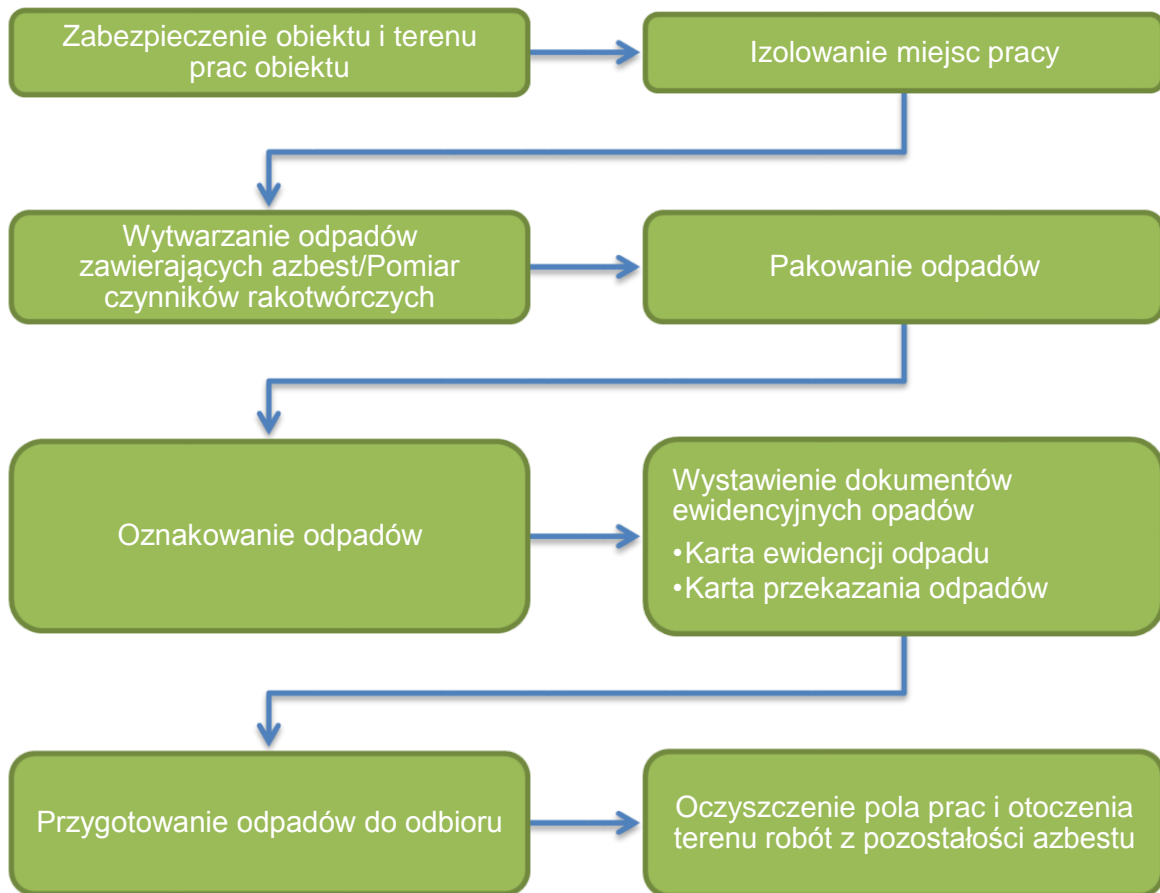 Zabezpieczenie obiektu i terenu
prac obiektu
Izolowanie miejsc pracy
Wytwarzanie odpadów
zawierających azbest/Pomiar
czynników rakotwórczych
Pakowanie odpadów
Oznakowanie odpadów
Wystawienie dokumentów
ewidencyjnych opadów
•Karta ewidencji odpadu
•Karta przekazania odpadów
Przygotowanie odpadów do odbioru
Oczyszczenie pola prac i otoczenia
terenu robót z pozostałości azbestu